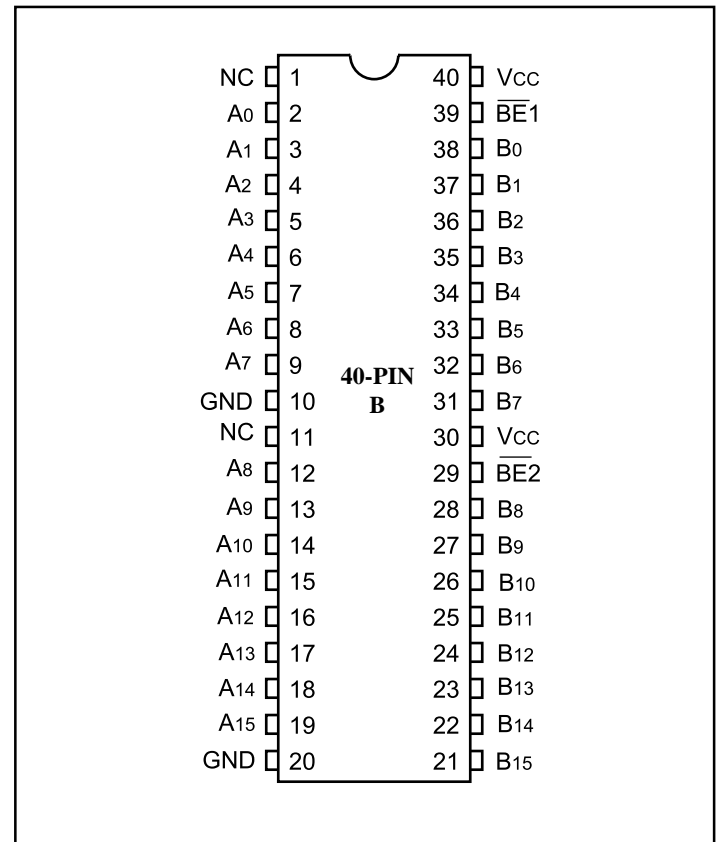 NC 1 40 VCC
A0 2 39 B̅E̅1
A1 3 38 B0
A2 4 37 B1
A3 5 36 B2
A4 6 35 B3
A5 7 34 B4
A6 8 33 B5
A7 9 32 B6
40-PIN
GND 10 31 B7
B
NC 11 30 VCC
A8 12 29 B̅E̅2
A9 13 28 B8
A10 14 27 B9
A11 15 26 B10
A12 16 25 B11
A13 17 24 B12
A14 18 23 B13
A15 19 22 B14
GND 20 21 B15